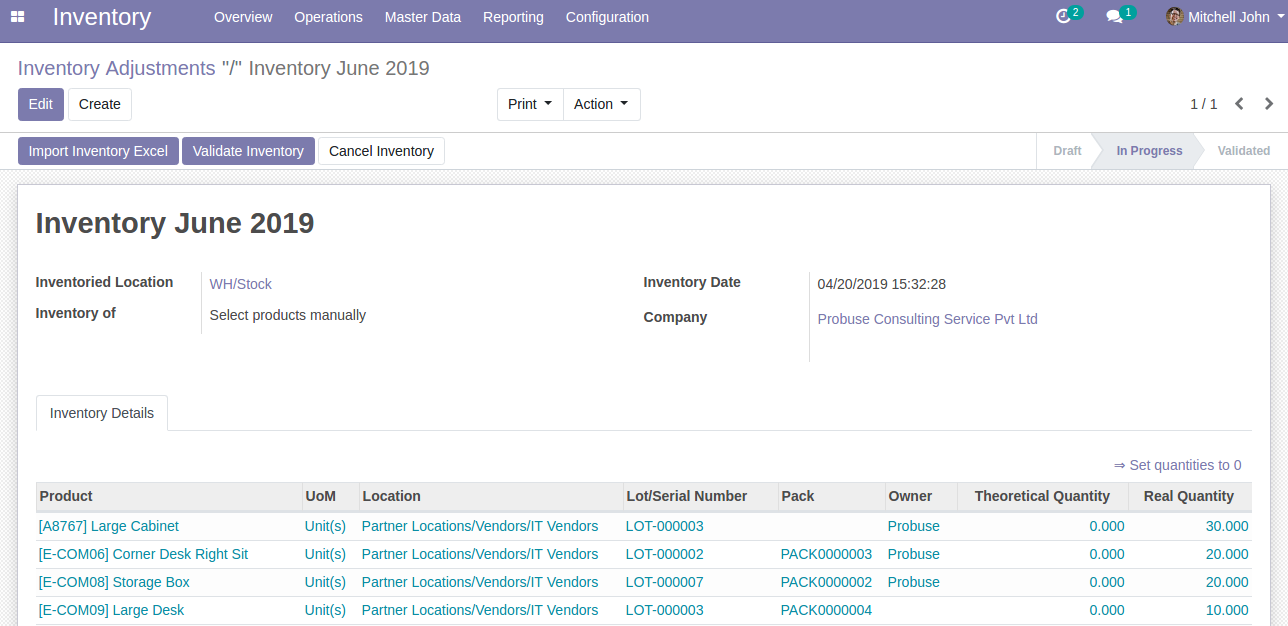 Inventory Overview Operations Master Data Reporting Configuration 2 1 Mitchell John
Inventory Adjustments "/" Inventory June 2019
Edit Create Print Action 1 / 1
Import Inventory Excel Validate Inventory Cancel Inventory Draft In Progress Validated
Inventory June 2019
Inventoried Location WH/Stock Inventory Date 04/20/2019 15:32:28
Inventory of Select products manually Company Probuse Consulting Service Pvt Ltd
Inventory Details
⇒ Set quantities to 0
Product UoM Location Lot/Serial Number Pack Owner Theoretical Quantity Real Quantity
[A8767] Large Cabinet Unit(s) Partner Locations/Vendors/IT Vendors LOT-000003 Probuse 0.000 30.000
[E-COM06] Corner Desk Right Sit Unit(s) Partner Locations/Vendors/IT Vendors LOT-000002 PACK0000003 Probuse 0.000 20.000
[E-COM08] Storage Box Unit(s) Partner Locations/Vendors/IT Vendors LOT-000007 PACK0000002 Probuse 0.000 20.000
[E-COM09] Large Desk Unit(s) Partner Locations/Vendors/IT Vendors LOT-000003 PACK0000004 0.000 10.000